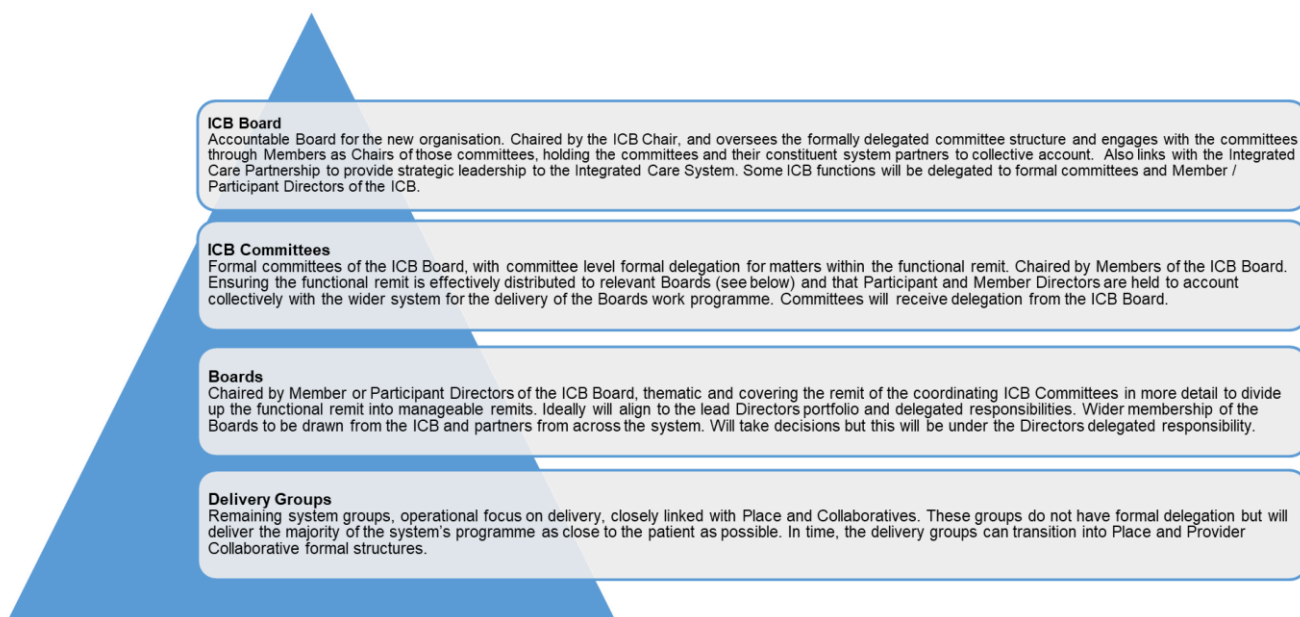 ICB Board
Accountable Board for the new organisation. Chaired by the ICB Chair, and oversees the formally delegated committee structure and engages with the committees
through Members as Chairs of those committees, holding the committees and their constituent system partners to collective account. Also links with the Integrated
Care Partnership to provide strategic leadership to the Integrated Care System. Some ICB functions will be delegated to formal committees and Member /
Participant Directors of the ICB.
ICB Committees
Formal committees of the ICB Board, with committee level formal delegation for matters within the functional remit. Chaired by Members of the ICB Board.
Ensuring the functional remit is effectively distributed to relevant Boards (see below) and that Participant and Member Directors are held to account
collectively with the wider system for the delivery of the Boards work programme. Committees will receive delegation from the ICB Board.
Boards
Chaired by Member or Participant Directors of the ICB Board, thematic and covering the remit of the coordinating ICB Committees in more detail to divide
up the functional remit into manageable remits. Ideally will align to the lead Directors portfolio and delegated responsibilities. Wider membership of the
Boards to be drawn from the ICB and partners from across the system. Will take decisions but this will be under the Directors delegated responsibility.
Delivery Groups
Remaining system groups, operational focus on delivery, closely linked with Place and Collaboratives. These groups do not have formal delegation but will
deliver the majority of the system's programme as close to the patient as possible. In time, the delivery groups can transition into Place and Provider
Collaborative formal structures.